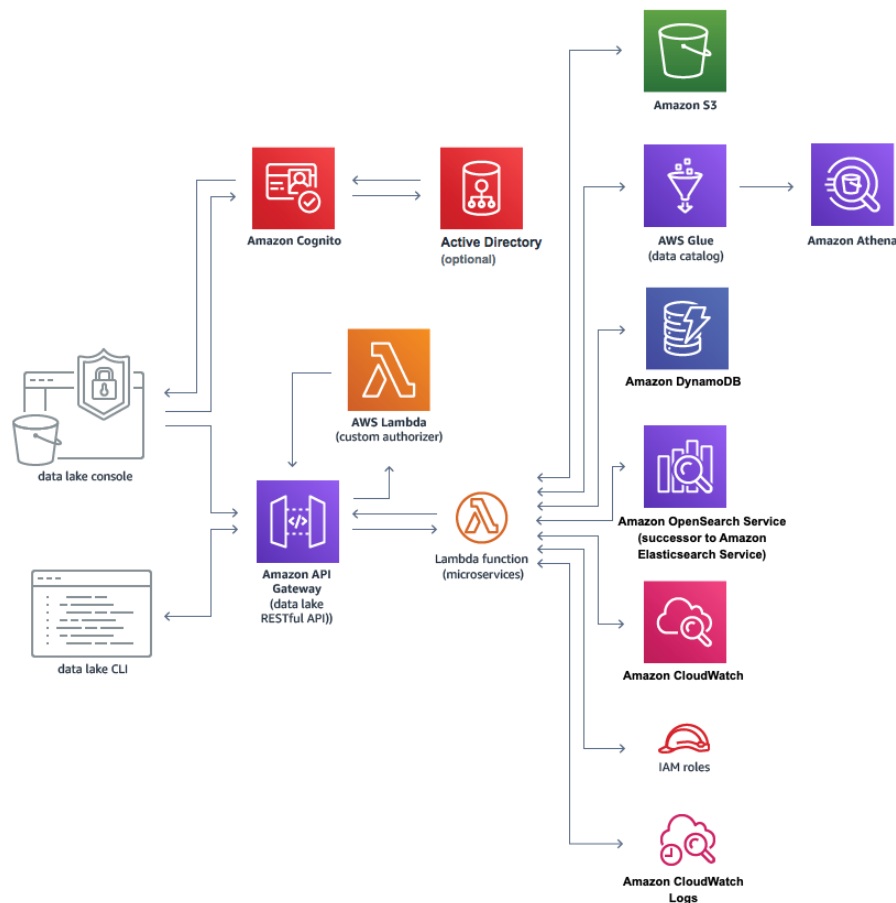 Amazon S3
Amazon Cognito
Active Directory
(optional)
AWS Glue
(data catalog)
Amazon Athena
Amazon DynamoDB
AWS Lambda
(custom authorizer)
data lake console
Amazon OpenSearch Service
(successor to Amazon
Elasticsearch Service)
Lambda function
(microservices)
Amazon API
Gateway
(data lake
RESTful API))
data lake CLI
Amazon CloudWatch
IAM roles
Amazon CloudWatch
Logs